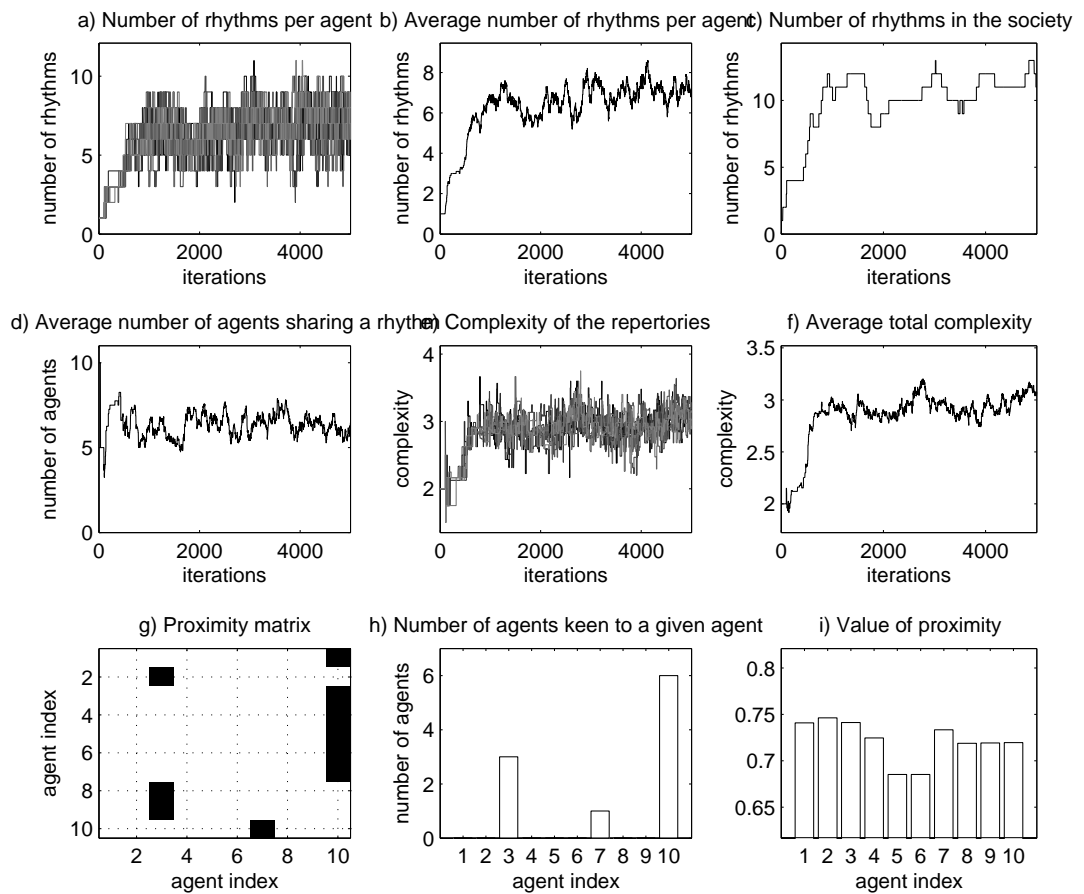 a) Number of rhythms per agent
b) Average number of rhythms per agent
c) Number of rhythms in the society
number of rhythms
10
5
0
0
2000
4000
iterations
number of rhythms
8
6
4
2
0
0
2000
4000
iterations
number of rhythms
10
5
0
0
2000
4000
iterations
d) Average number of agents sharing a rhythm
e) Complexity of the repertories
f) Average total complexity
number of agents
10
5
0
0
2000
4000
iterations
complexity
4
3
2
0
2000
4000
iterations
complexity
3.5
3
2.5
2
0
2000
4000
iterations
g) Proximity matrix
h) Number of agents keen to a given agent
i) Value of proximity
agent index
2
4
6
8
10
2
4
6
8
10
agent index
number of agents
6
4
2
0
1 2 3 4 5 6 7 8 9 10
agent index
0.8
0.75
0.7
0.65
1 2 3 4 5 6 7 8 9 10
agent index